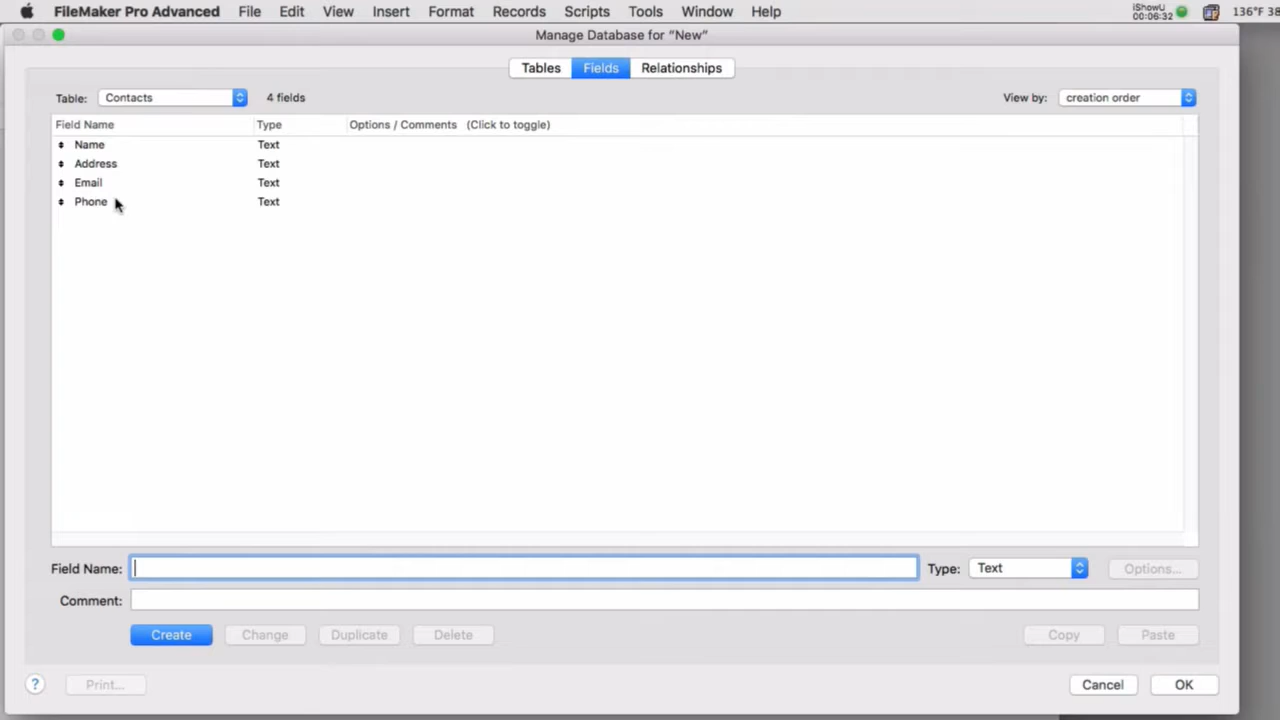 FileMaker Pro Advanced File Edit View Insert Format Records Scripts Tools Window Help iShowU 00:06:32 136°F 38
Manage Database for “New”
Tables Fields Relationships
Table: Contacts 4 fields View by: creation order
Field Name Type Options / Comments (Click to toggle)
Name Text
Address Text
Email Text
Phone Text
Field Name: Type: Text Options...
Comment:
Create Change Duplicate Delete Copy Paste
? Print... Cancel OK